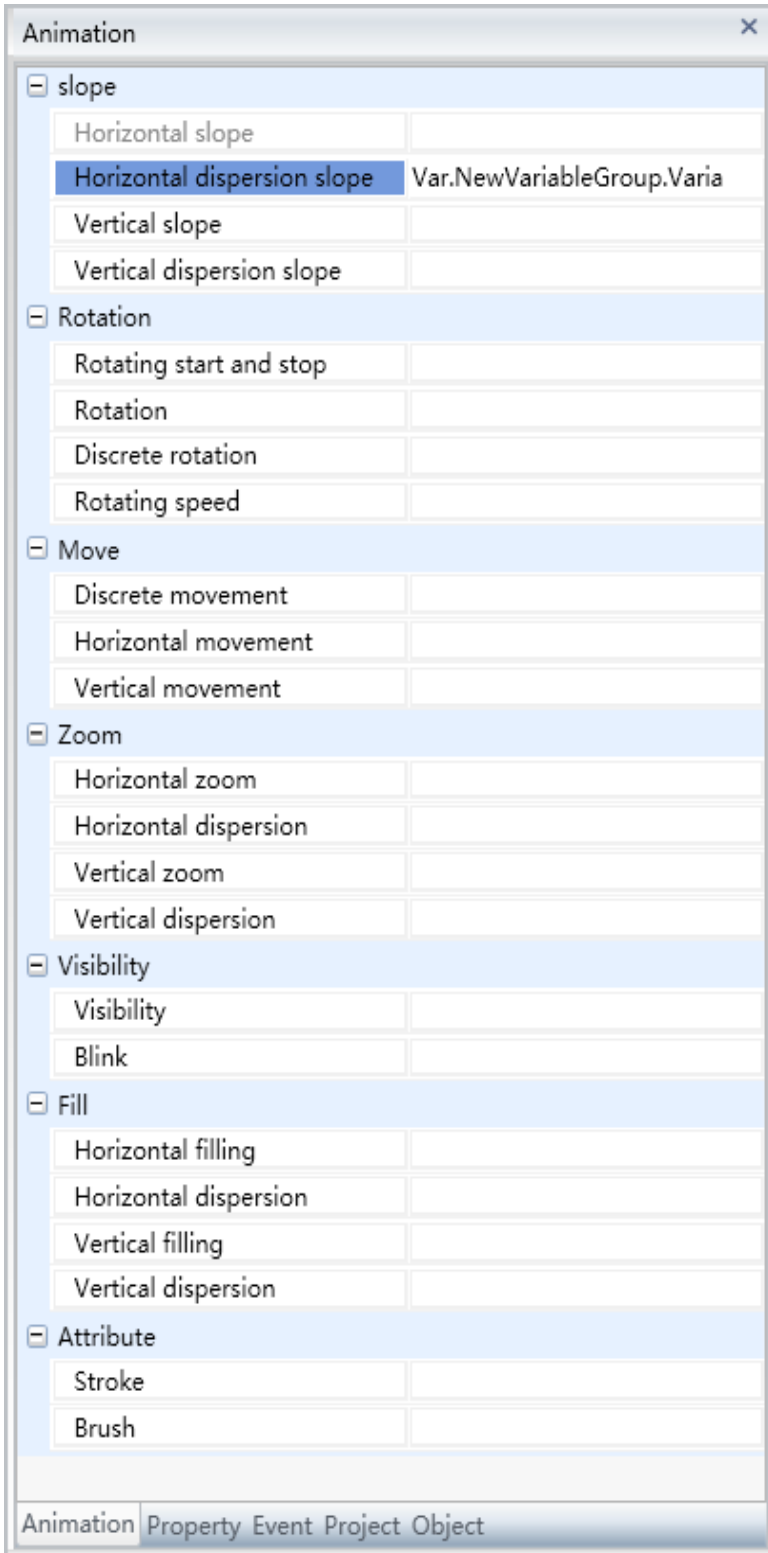 Animation
slope
Horizontal slope
Horizontal dispersion slope Var.NewVariableGroup.Varia
Vertical slope
Vertical dispersion slope
Rotation
Rotating start and stop
Rotation
Discrete rotation
Rotating speed
Move
Discrete movement
Horizontal movement
Vertical movement
Zoom
Horizontal zoom
Horizontal dispersion
Vertical zoom
Vertical dispersion
Visibility
Visibility
Blink
Fill
Horizontal filling
Horizontal dispersion
Vertical filling
Vertical dispersion
Attribute
Stroke
Brush
Animation Property Event Project Object